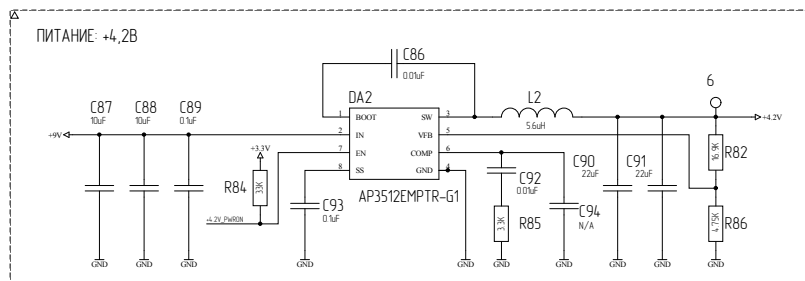 ПИТАНИЕ: +4,2В
C86
0.01uF
C87
10uF
C88
10uF
C89
0.1uF
DA2
L2
5.6uH
6
+9V
+4.2V
1 BOOT SW 3
2 IN VFB 5
7 EN COMP 6
8 SS GND 4
AP3512EMPTR-G1
+3.3V
R84
33K
+4.2V_PWRON
C93
0.1uF
C92
0.01uF
R85
3.3K
C94
N/A
C90
22uF
C91
22uF
R82
16.9K
R86
4.75K
GND
GND
GND
GND
GND
GND
GND
GND
GND
GND